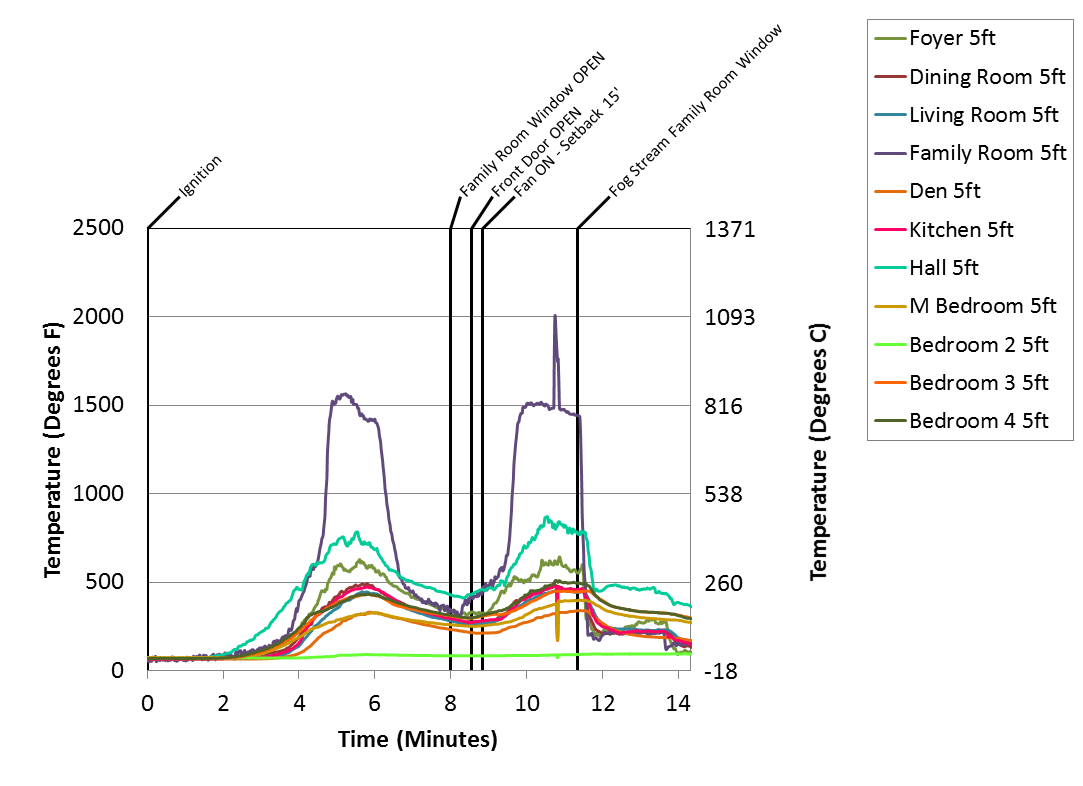 Ignition
Family Room Window OPEN
Front Door OPEN
Fan ON - Setback 15'
Fog Stream Family Room Window
Foyer 5ft
Dining Room 5ft
Living Room 5ft
Family Room 5ft
Den 5ft
Kitchen 5ft
Hall 5ft
M Bedroom 5ft
Bedroom 2 5ft
Bedroom 3 5ft
Bedroom 4 5ft
Temperature (Degrees F)
2500
2000
1500
1000
500
0
1371
1093
816
538
260
-18
Temperature (Degrees C)
0 2 4 6 8 10 12 14
Time (Minutes)